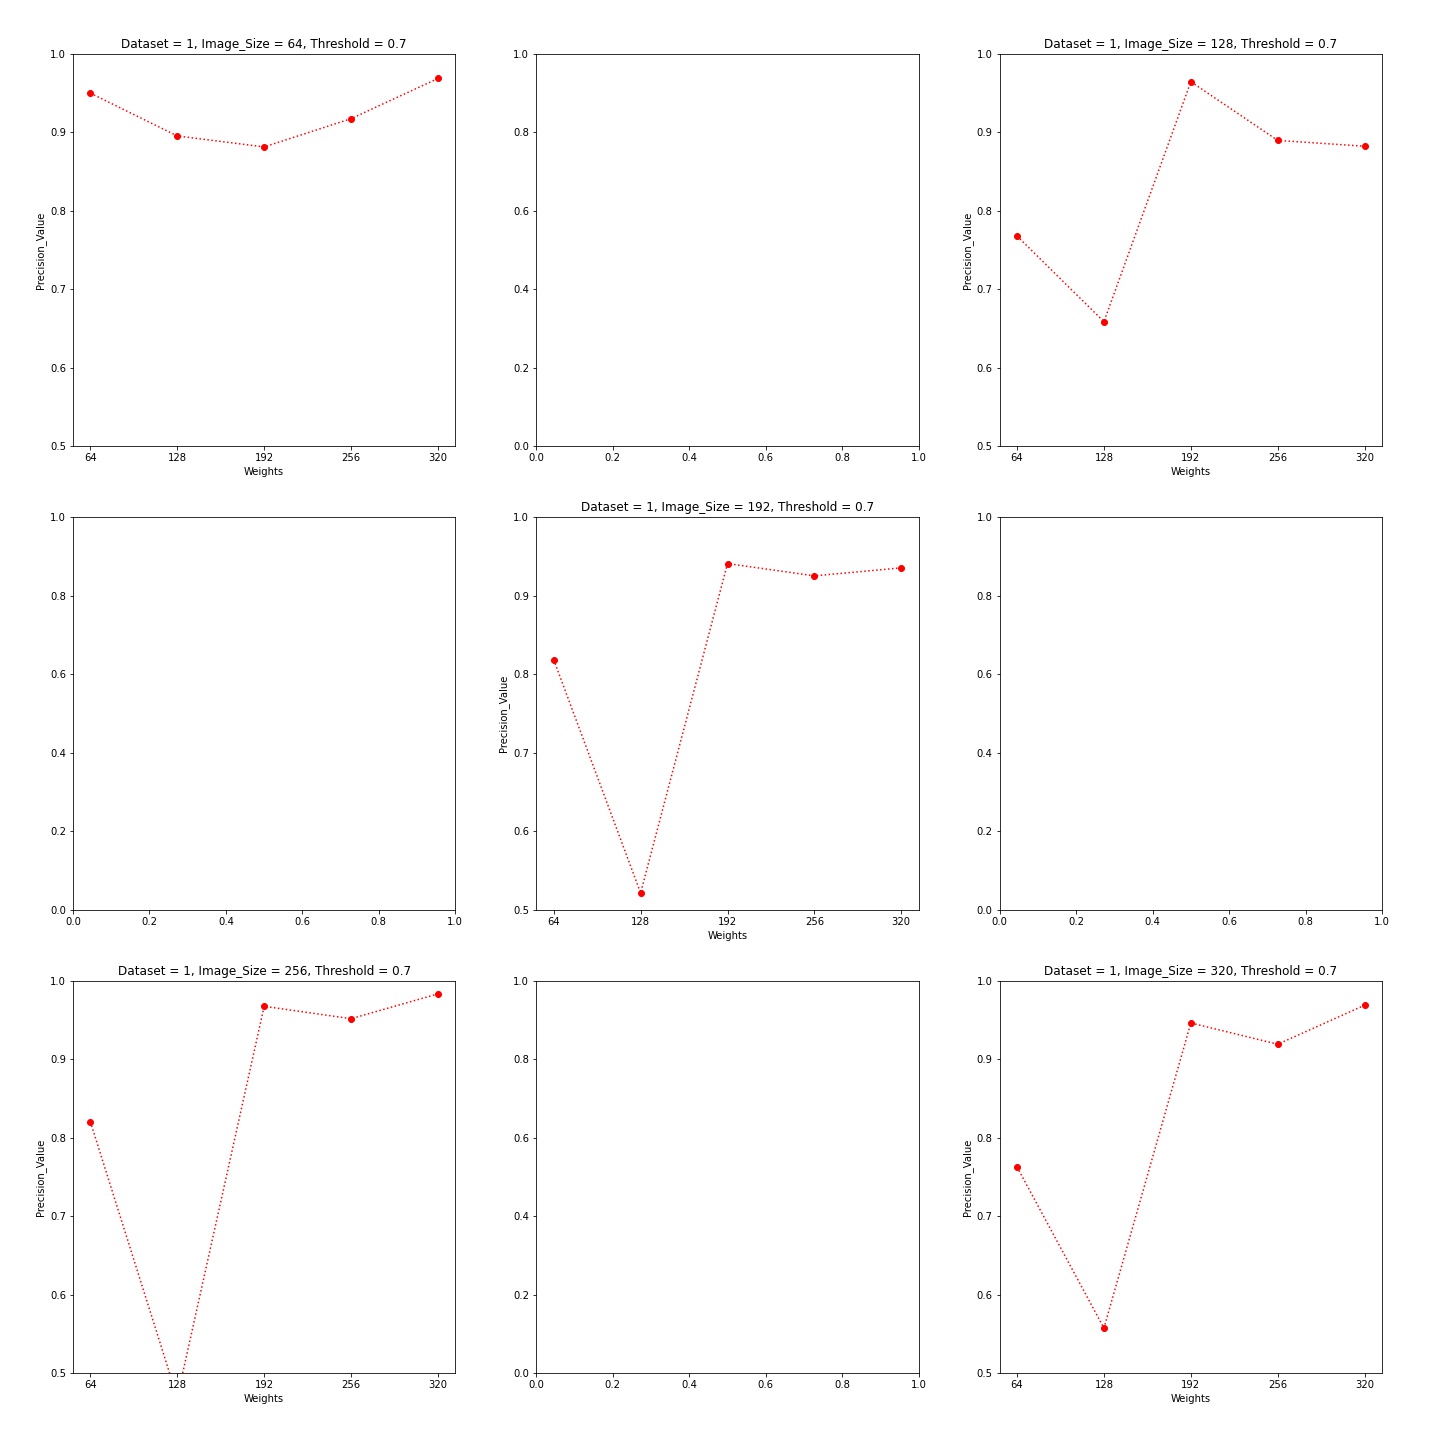 Dataset = 1, Image_Size = 64, Threshold = 0.7
1.0
0.9
0.8
0.7
0.6
0.5
Precision_Value
64 128 192 256 320
Weights
1.0
0.8
0.6
0.4
0.2
0.0
0.0 0.2 0.4 0.6 0.8 1.0
Dataset = 1, Image_Size = 128, Threshold = 0.7
1.0
0.9
0.8
0.7
0.6
0.5
Precision_Value
64 128 192 256 320
Weights
1.0
0.8
0.6
0.4
0.2
0.0
0.0 0.2 0.4 0.6 0.8 1.0
Dataset = 1, Image_Size = 192, Threshold = 0.7
1.0
0.9
0.8
0.7
0.6
0.5
Precision_Value
64 128 192 256 320
Weights
1.0
0.8
0.6
0.4
0.2
0.0
0.0 0.2 0.4 0.6 0.8 1.0
Dataset = 1, Image_Size = 256, Threshold = 0.7
1.0
0.9
0.8
0.7
0.6
0.5
Precision_Value
64 128 192 256 320
Weights
1.0
0.8
0.6
0.4
0.2
0.0
0.0 0.2 0.4 0.6 0.8 1.0
Dataset = 1, Image_Size = 320, Threshold = 0.7
1.0
0.9
0.8
0.7
0.6
0.5
Precision_Value
64 128 192 256 320
Weights